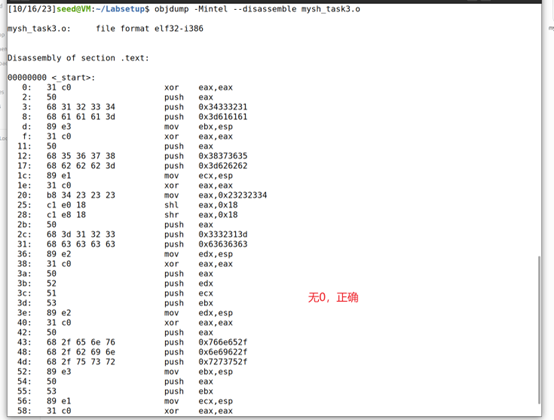 [10/16/23]seed@VM:~/Labsetup$ objdump -Mintel --disassemble mysh_task3.o
mysh_task3.o:     file format elf32-i386
Disassembly of section .text:
00000000 <_start>:
0: 31 c0 xor eax,eax
2: 50 push eax
3: 68 31 32 33 34 push 0x34333231
8: 68 61 61 61 3d push 0x3d616161
d: 89 e3 mov ebx,esp
f: 31 c0 xor eax,eax
11: 50 push eax
12: 68 35 36 37 38 push 0x38373635
17: 68 62 62 62 3d push 0x3d626262
1c: 89 e1 mov ecx,esp
1e: 31 c0 xor eax,eax
20: b8 34 23 23 23 mov eax,0x23232334
25: c1 e0 18 shl eax,0x18
28: c1 e8 18 shr eax,0x18
2b: 50 push eax
2c: 68 3d 31 32 33 push 0x3332313d
31: 68 63 63 63 63 push 0x63636363
36: 89 e2 mov edx,esp
38: 31 c0 xor eax,eax
3a: 50 push eax
3b: 52 push edx
3c: 51 push ecx
3d: 53 push ebx
无0，正确
3e: 89 e2 mov edx,esp
40: 31 c0 xor eax,eax
42: 50 push eax
43: 68 2f 65 6e 76 push 0x766e652f
48: 68 2f 62 69 6e push 0x6e69622f
4d: 68 2f 75 73 72 push 0x7273752f
52: 89 e3 mov ebx,esp
54: 50 push eax
55: 53 push ebx
56: 89 e1 mov ecx,esp
58: 31 c0 xor eax,eax